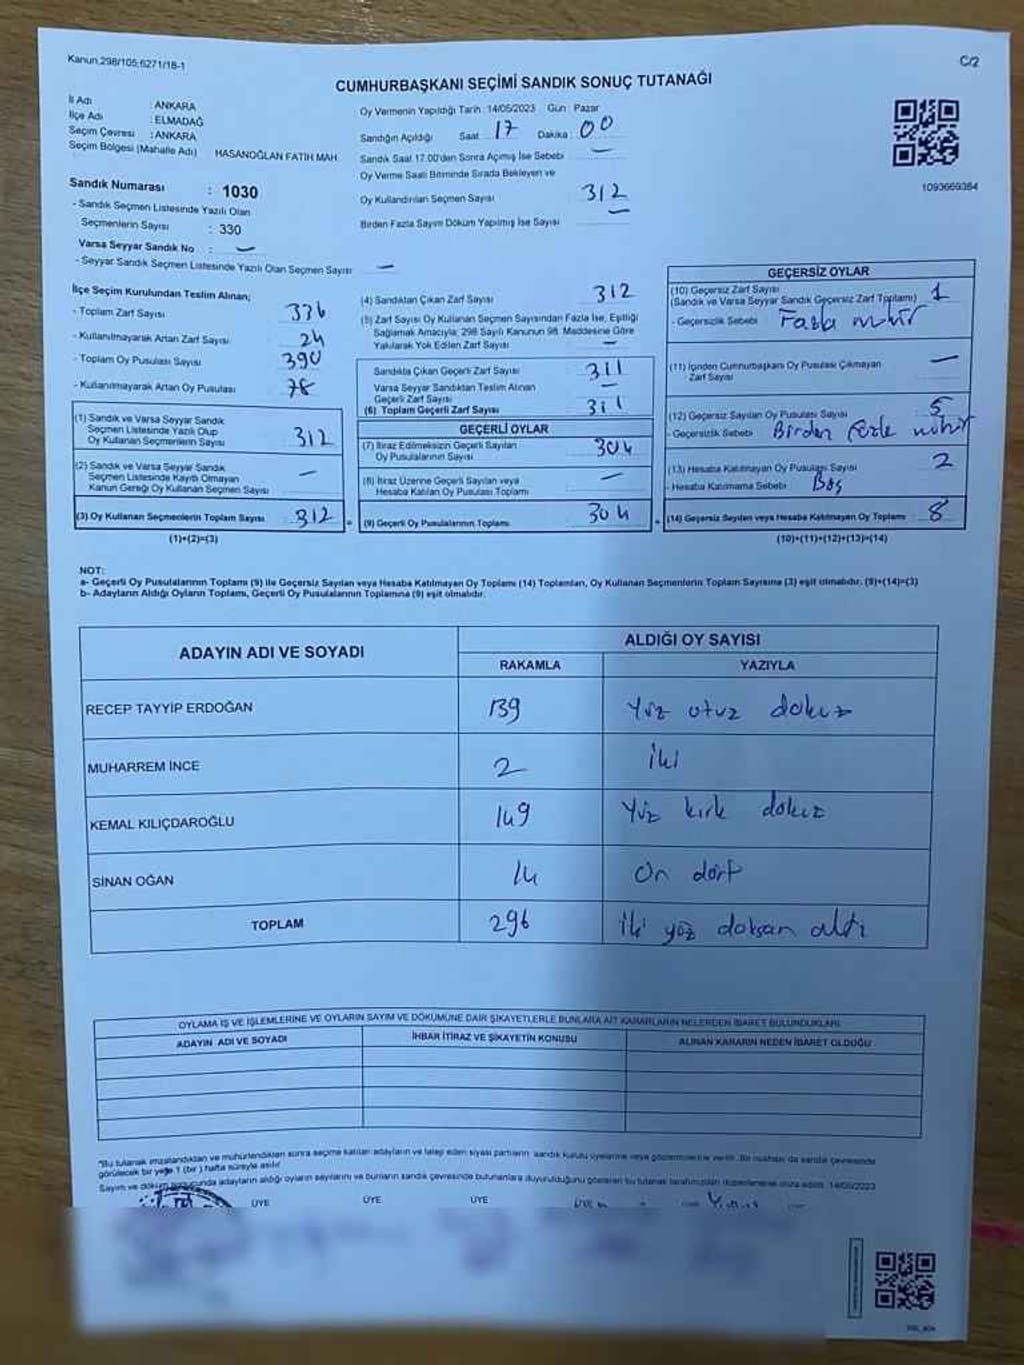 Kanun,298/105,6271/18-1
C/2
CUMHURBAŞKANI SEÇİMİ SANDIK SONUÇ TUTANAĞI
İl Adı : ANKARA
İlçe Adı : ELMADAĞ
Seçim Çevresi : ANKARA
Seçim Bölgesi (Mahalle Adı) HASANOĞLAN FATİH MAH.
Sandık Numarası : 1030
- Sandık Seçmen Listesinde Yazılı Olan
Seçmenlerin Sayısı : 330
Varsa Seyyar Sandık No : —
- Seyyar Sandık Seçmen Listesinde Yazılı Olan Seçmen Sayısı —
Oy Vermenin Yapıldığı Tarih : 14/05/2023 Gün : Pazar
Sandığın Açıldığı Saat : 17 Dakika : 00
Sandık Saat 17.00'den Sonra Açılmış İse Sebebi —
Oy Verme Saati Bitiminde Sırada Bekleyen ve
Oy Kullandırılan Seçmen Sayısı 312
Birden Fazla Sayım Döküm Yapılmış İse Sayısı —
1093669384
İlçe Seçim Kurulundan Teslim Alınan;
- Toplam Zarf Sayısı 336
- Kullanılmayarak Artan Zarf Sayısı 24
- Toplam Oy Pusulası Sayısı 390
- Kullanılmayarak Artan Oy Pusulası 78
(1) Sandık ve Varsa Seyyar Sandık
Seçmen Listesinde Yazılı Olup
Oy Kullanan Seçmenlerin Sayısı 312
(2) Sandık ve Varsa Seyyar Sandık
Seçmen Listesinde Kayıtlı Olmayan
Kanun Gereği Oy Kullanan Seçmen Sayısı —
(3) Oy Kullanan Seçmenlerin Toplam Sayısı 312
(1)+(2)=(3)
(4) Sandıktan Çıkan Zarf Sayısı 312
(5) Zarf Sayısı Oy Kullanan Seçmen Sayısından Fazla İse, Eşitliği
Sağlamak Amacıyla; 298 Sayılı Kanunun 98. Maddesine Göre
Yakılarak Yok Edilen Zarf Sayısı —
Sandıkta Çıkan Geçerli Zarf Sayısı 311
Varsa Seyyar Sandıktan Teslim Alınan
Geçerli Zarf Sayısı —
(6) Toplam Geçerli Zarf Sayısı 311
GEÇERLİ OYLAR
(7) İtiraz Edilmeksizin Geçerli Sayılan
Oy Pusulalarının Sayısı 304
(8) İtiraz Üzerine Geçerli Sayılan veya
Hesaba Katılan Oy Pusulası Toplamı —
= (9) Geçerli Oy Pusulalarının Toplamı 304
GEÇERSİZ OYLAR
(10) Geçersiz Zarf Sayısı
(Sandık ve Varsa Seyyar Sandık Geçersiz Zarf Toplamı) 1
- Geçersizlik Sebebi Fazla mühür
(11) İçinden Cumhurbaşkanı Oy Pusulası Çıkmayan
Zarf Sayısı —
(12) Geçersiz Sayılan Oy Pusulası Sayısı 5
- Geçersizlik Sebebi Birden fazla mühür
(13) Hesaba Katılmayan Oy Pusulası Sayısı 2
- Hesaba Katılmama Sebebi Boş
+ (14) Geçersiz Sayılan veya Hesaba Katılmayan Oy Toplamı 8
(10)+(11)+(12)+(13)=(14)
NOT:
a- Geçerli Oy Pusulalarının Toplamı (9) ile Geçersiz Sayılan veya Hesaba Katılmayan Oy Toplamı (14) Toplamları, Oy Kullanan Seçmenlerin Toplam Sayısına (3) eşit olmalıdır. (9)+(14)=(3)
b- Adayların Aldığı Oyların Toplamı, Geçerli Oy Pusulalarının Toplamına (9) eşit olmalıdır.
ADAYIN ADI VE SOYADI
ALDIĞI OY SAYISI
RAKAMLA YAZIYLA
RECEP TAYYİP ERDOĞAN 139 Yüz otuz dokuz
MUHARREM İNCE 2 iki
KEMAL KILIÇDAROĞLU 149 Yüz kırk dokuz
SİNAN OĞAN 14 On dört
TOPLAM 296 iki yüz doksan altı
OYLAMA İŞ VE İŞLEMLERİNE VE OYLARIN SAYIM VE DÖKÜMÜNE DAİR ŞİKAYETLERLE BUNLARA AİT KARARLARIN NELERDEN İBARET BULUNDUKLARI
ADAYIN ADI VE SOYADI İHBAR İTİRAZ VE ŞİKAYETİN KONUSU ALINAN KARARIN NEDEN İBARET OLDUĞU
*Bu tutanak imzalandıktan ve mühürlendikten sonra seçime katılan adayların ve talep eden siyasi partilerin sandık kurulu üyelerine veya gözlemcilerine verilir. Bir nüshası da sandık çevresinde
görülecek bir yere 1 (bir) hafta süreyle asılır.
Sayım ve döküm sonucunda adayların aldığı oyların sayılarını ve bunların sandık çevresinde bulunanlara duyurulduğunu gösteren bu tutanak tarafımızdan düzenlenerek imza edildi. 14/05/2023
ÜYE ÜYE ÜYE